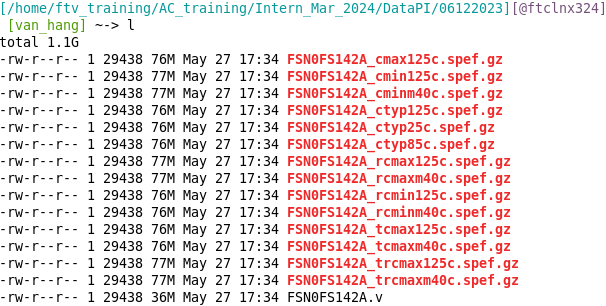 [/home/ftv_training/AC_training/Intern_Mar_2024/DataPI/06122023][@ftclnx324]
[van_hang] ~-> l
total 1.1G
-rw-r--r-- 1 29438 76M May 27 17:34 FSN0FS142A_cmax125c.spef.gz
-rw-r--r-- 1 29438 77M May 27 17:34 FSN0FS142A_cmin125c.spef.gz
-rw-r--r-- 1 29438 77M May 27 17:34 FSN0FS142A_cminm40c.spef.gz
-rw-r--r-- 1 29438 76M May 27 17:34 FSN0FS142A_ctyp125c.spef.gz
-rw-r--r-- 1 29438 76M May 27 17:34 FSN0FS142A_ctyp25c.spef.gz
-rw-r--r-- 1 29438 76M May 27 17:34 FSN0FS142A_ctyp85c.spef.gz
-rw-r--r-- 1 29438 77M May 27 17:34 FSN0FS142A_rcmax125c.spef.gz
-rw-r--r-- 1 29438 77M May 27 17:34 FSN0FS142A_rcmaxm40c.spef.gz
-rw-r--r-- 1 29438 76M May 27 17:34 FSN0FS142A_rcmin125c.spef.gz
-rw-r--r-- 1 29438 76M May 27 17:34 FSN0FS142A_rcminm40c.spef.gz
-rw-r--r-- 1 29438 76M May 27 17:34 FSN0FS142A_tcmax125c.spef.gz
-rw-r--r-- 1 29438 76M May 27 17:34 FSN0FS142A_tcmaxm40c.spef.gz
-rw-r--r-- 1 29438 77M May 27 17:34 FSN0FS142A_trcmax125c.spef.gz
-rw-r--r-- 1 29438 77M May 27 17:34 FSN0FS142A_trcmaxm40c.spef.gz
-rw-r--r-- 1 29438 36M May 27 17:34 FSN0FS142A.v